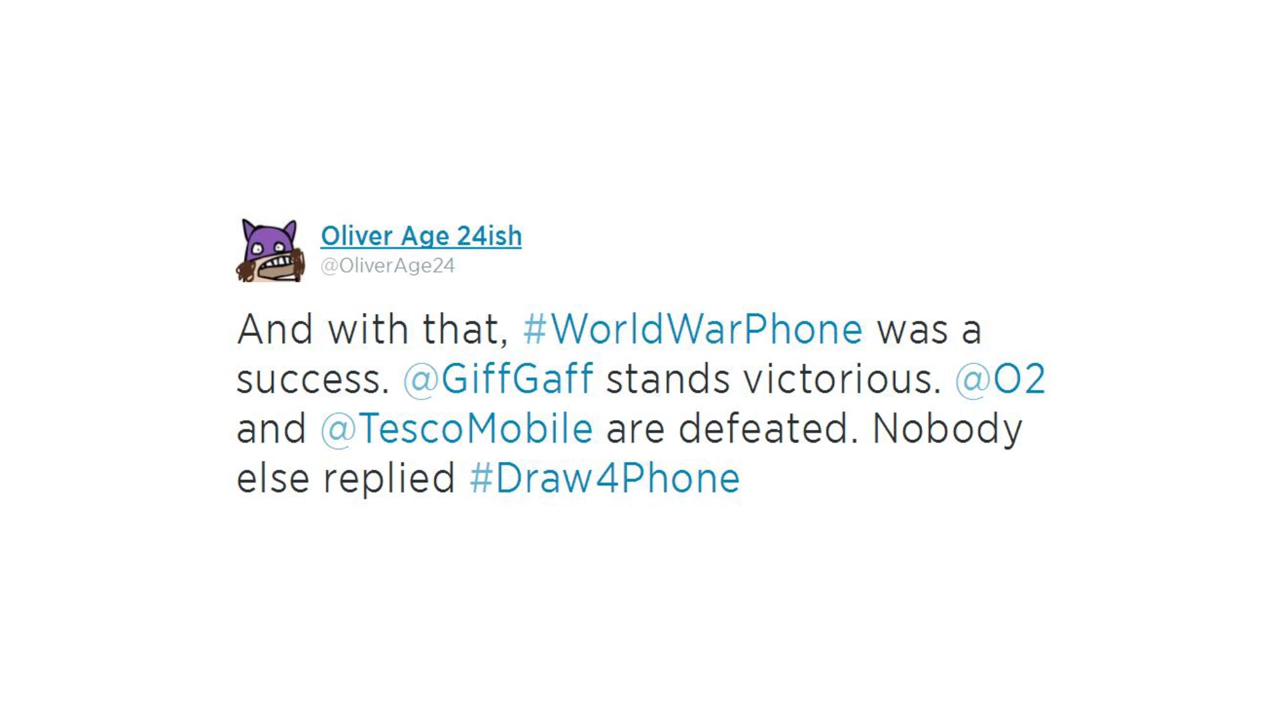 Oliver Age 24ish
@OliverAge24
And with that, #WorldWarPhone was a
success. @GiffGaff stands victorious. @O2
and @TescoMobile are defeated. Nobody
else replied #Draw4Phone